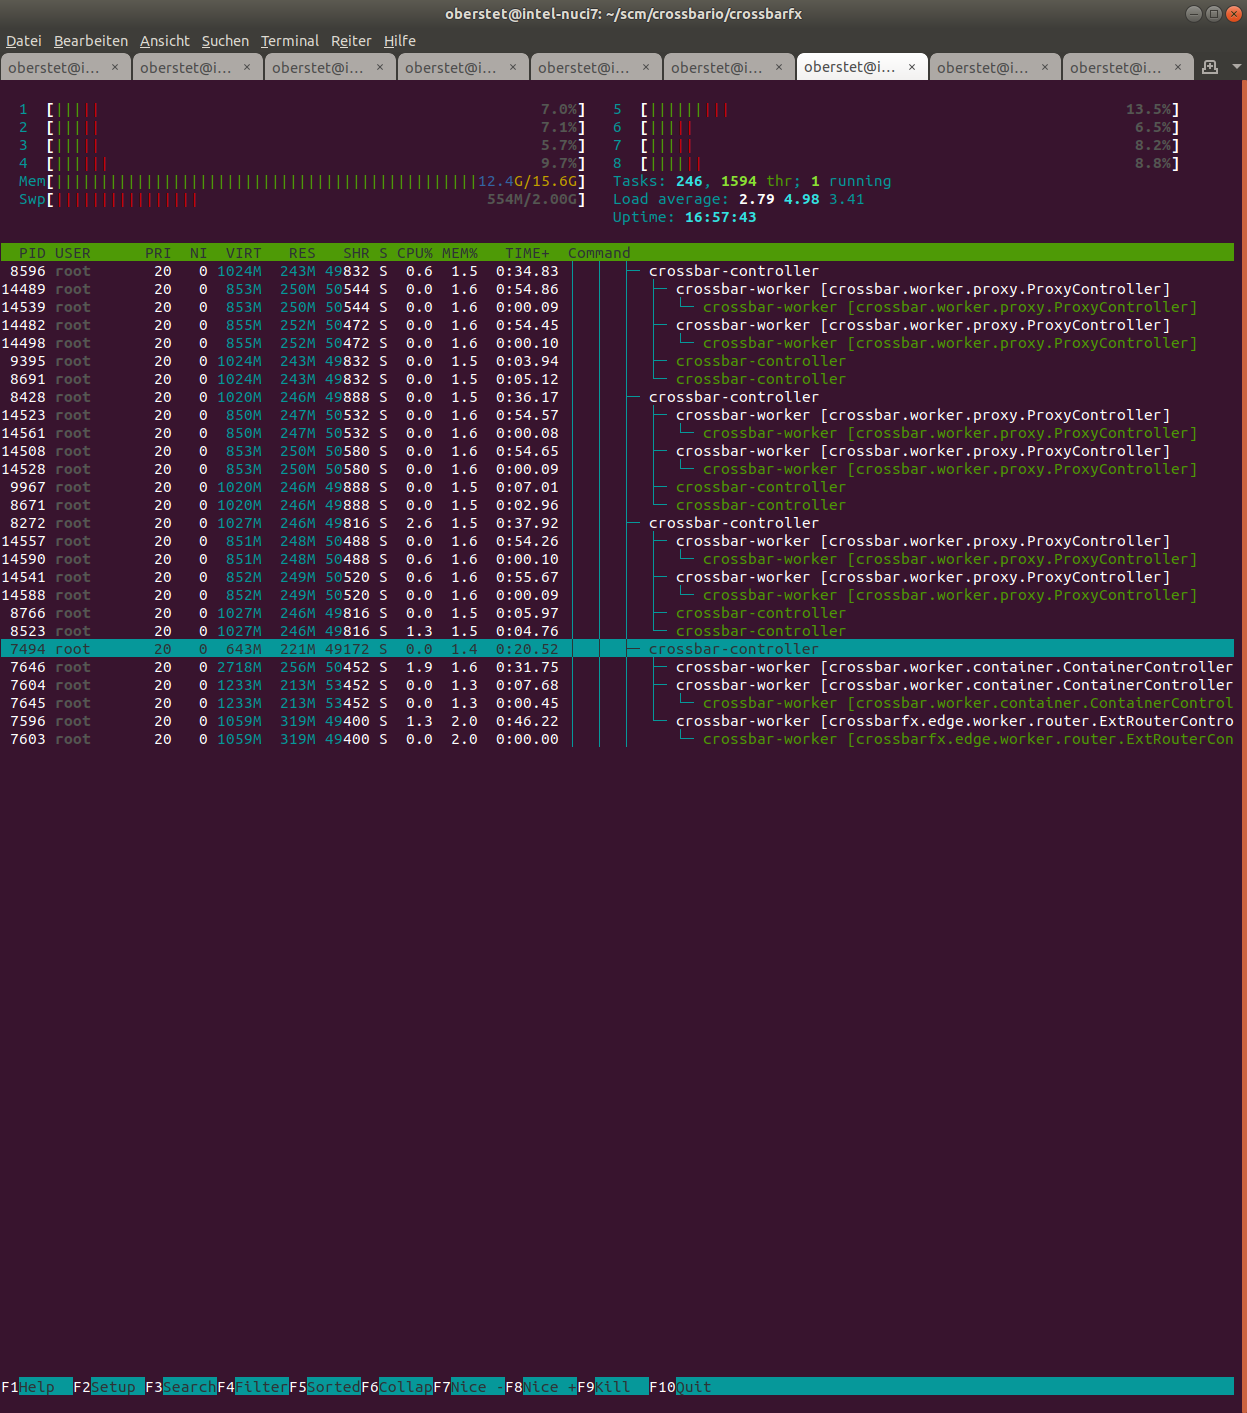 oberstet@intel-nuci7: ~/scm/crossbario/crossbarfx
Datei Bearbeiten Ansicht Suchen Terminal Reiter Hilfe
oberstet@i... × oberstet@i... × oberstet@i... × oberstet@i... × oberstet@i... × oberstet@i... × oberstet@i... × oberstet@i... × oberstet@i... ×
1 [||||| 7.0%] 5 [||||||||| 13.5%]
2 [||||| 7.1%] 6 [||||| 6.5%]
3 [||||| 5.7%] 7 [||||| 8.2%]
4 [|||||| 9.7%] 8 [|||||| 8.8%]
Mem[||||||||||||||||||||||||||||||||||||||||||||||||12.4G/15.6G] Tasks: 246, 1594 thr; 1 running
Swp[|||||||||||||||| 554M/2.00G] Load average: 2.79 4.98 3.41
Uptime: 16:57:43
PID USER PRI NI VIRT RES SHR S CPU% MEM% TIME+ Command
8596 root 20 0 1024M 243M 49832 S 0.6 1.5 0:34.83 │ │ ├─ crossbar-controller
14489 root 20 0 853M 250M 50544 S 0.0 1.6 0:54.86 │ │ │ ├─ crossbar-worker [crossbar.worker.proxy.ProxyController]
14539 root 20 0 853M 250M 50544 S 0.0 1.6 0:00.09 │ │ │ │ └─ crossbar-worker [crossbar.worker.proxy.ProxyController]
14482 root 20 0 855M 252M 50472 S 0.0 1.6 0:54.45 │ │ │ ├─ crossbar-worker [crossbar.worker.proxy.ProxyController]
14498 root 20 0 855M 252M 50472 S 0.0 1.6 0:00.10 │ │ │ │ └─ crossbar-worker [crossbar.worker.proxy.ProxyController]
9395 root 20 0 1024M 243M 49832 S 0.0 1.5 0:03.94 │ │ │ ├─ crossbar-controller
8691 root 20 0 1024M 243M 49832 S 0.0 1.5 0:05.12 │ │ │ └─ crossbar-controller
8428 root 20 0 1020M 246M 49888 S 0.0 1.5 0:36.17 │ │ ├─ crossbar-controller
14523 root 20 0 850M 247M 50532 S 0.0 1.6 0:54.57 │ │ │ ├─ crossbar-worker [crossbar.worker.proxy.ProxyController]
14561 root 20 0 850M 247M 50532 S 0.0 1.6 0:00.08 │ │ │ │ └─ crossbar-worker [crossbar.worker.proxy.ProxyController]
14508 root 20 0 853M 250M 50580 S 0.0 1.6 0:54.65 │ │ │ ├─ crossbar-worker [crossbar.worker.proxy.ProxyController]
14528 root 20 0 853M 250M 50580 S 0.0 1.6 0:00.09 │ │ │ │ └─ crossbar-worker [crossbar.worker.proxy.ProxyController]
9967 root 20 0 1020M 246M 49888 S 0.0 1.5 0:07.01 │ │ │ ├─ crossbar-controller
8671 root 20 0 1020M 246M 49888 S 0.0 1.5 0:02.96 │ │ │ └─ crossbar-controller
8272 root 20 0 1027M 246M 49816 S 2.6 1.5 0:37.92 │ │ ├─ crossbar-controller
14557 root 20 0 851M 248M 50488 S 0.0 1.6 0:54.26 │ │ │ ├─ crossbar-worker [crossbar.worker.proxy.ProxyController]
14590 root 20 0 851M 248M 50488 S 0.6 1.6 0:00.10 │ │ │ │ └─ crossbar-worker [crossbar.worker.proxy.ProxyController]
14541 root 20 0 852M 249M 50520 S 0.6 1.6 0:55.67 │ │ │ ├─ crossbar-worker [crossbar.worker.proxy.ProxyController]
14588 root 20 0 852M 249M 50520 S 0.0 1.6 0:00.09 │ │ │ │ └─ crossbar-worker [crossbar.worker.proxy.ProxyController]
8766 root 20 0 1027M 246M 49816 S 0.0 1.5 0:05.97 │ │ │ ├─ crossbar-controller
8523 root 20 0 1027M 246M 49816 S 1.3 1.5 0:04.76 │ │ │ └─ crossbar-controller
7494 root 20 0 643M 221M 49172 S 0.0 1.4 0:20.52 │ │ ├─ crossbar-controller
7646 root 20 0 2718M 256M 50452 S 1.9 1.6 0:31.75 │ │ │ ├─ crossbar-worker [crossbar.worker.container.ContainerController
7604 root 20 0 1233M 213M 53452 S 0.0 1.3 0:07.68 │ │ │ ├─ crossbar-worker [crossbar.worker.container.ContainerController
7645 root 20 0 1233M 213M 53452 S 0.0 1.3 0:00.45 │ │ │ │ └─ crossbar-worker [crossbar.worker.container.ContainerControl
7596 root 20 0 1059M 319M 49400 S 1.3 2.0 0:46.22 │ │ │ └─ crossbar-worker [crossbarfx.edge.worker.router.ExtRouterContro
7603 root 20 0 1059M 319M 49400 S 0.0 2.0 0:00.00 │ │ │ └─ crossbar-worker [crossbarfx.edge.worker.router.ExtRouterCon
F1Help F2Setup F3SearchF4FilterF5SortedF6CollapF7Nice -F8Nice +F9Kill F10Quit